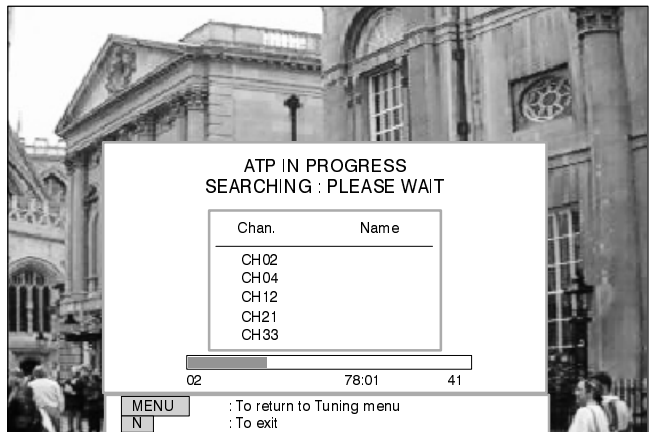 ATP IN PROGRESS
SEARCHING : PLEASE WAIT
Chan. Name
CH02
CH04
CH12
CH21
CH33
02 78:01 41
MENU : To return to Tuning menu
N : To exit